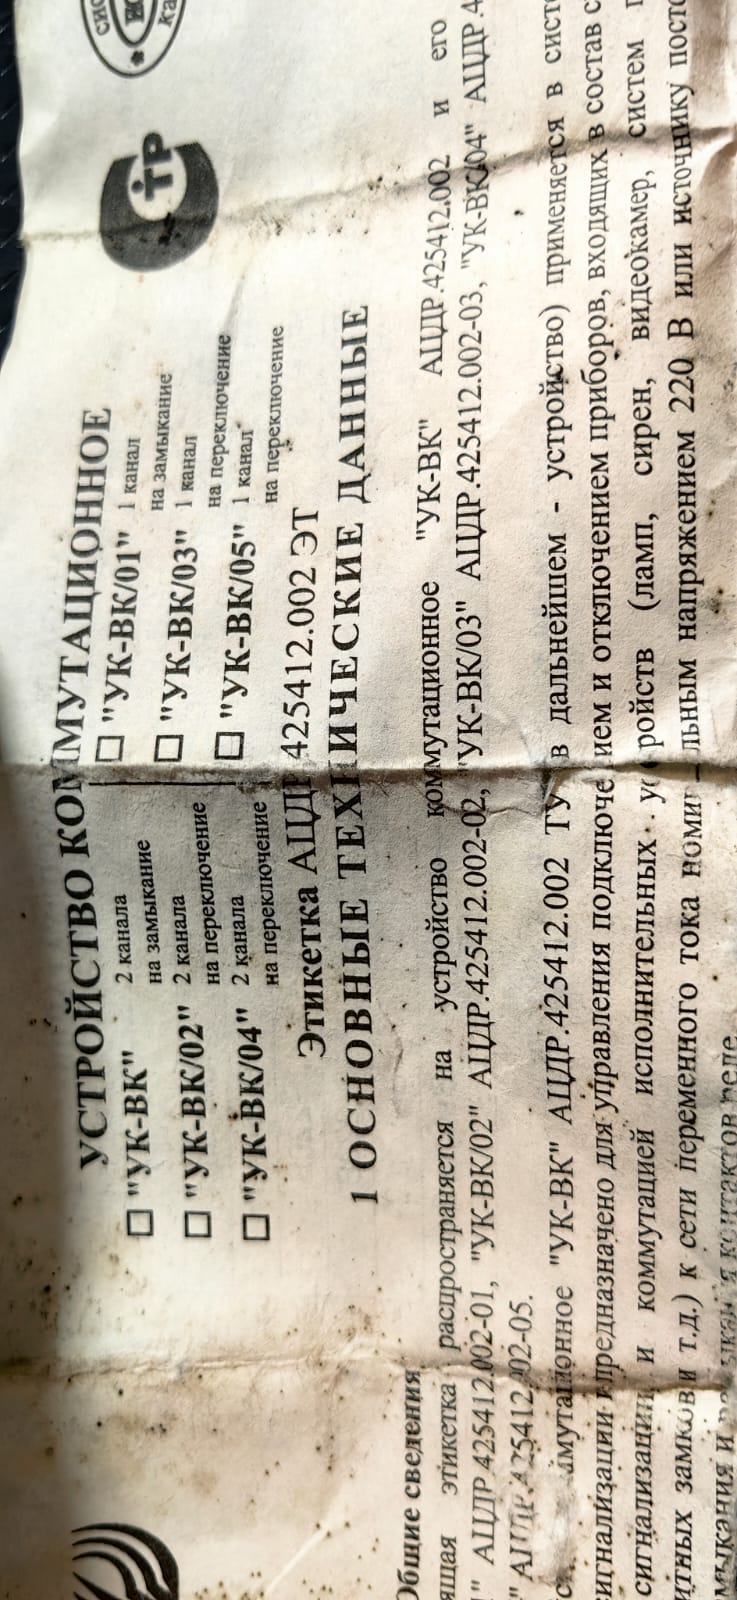 УСТРОЙСТВО КОММУТАЦИОННОЕ
☐ "УК-ВК" 2 канала на замыкание ☐ "УК-ВК/01" 1 канал на замыкание
☐ "УК-ВК/02" 2 канала на переключение ☐ "УК-ВК/03" 1 канал на переключение
☐ "УК-ВК/04" 2 канала на переключение ☐ "УК-ВК/05" 1 канал на переключение
Этикетка АЦДР.425412.002 ЭТ
1 ОСНОВНЫЕ ТЕХНИЧЕСКИЕ ДАННЫЕ
Общие сведения
этикетка распространяется на устройство коммутационное "УК-ВК" АЦДР.425412.002 и его
АЦДР.425412.002-01, "УК-ВК/02" АЦДР.425412.002-02, "УК-ВК/03" АЦДР.425412.002-03, "УК-ВК/04" АЦДР.4
АЦДР.425412.002-05.
"УК-ВК" АЦДР.425412.002 ТУ в дальнейшем - устройство) применяется в
сигнализации предназначено для управления подключением и отключением приборов, входящих в состав
сигнализации и коммутацией исполнительных устройств (ламп, сирен, видеокамер, систем
и т.д.) к сети переменного тока номинальным напряжением 220 В или источнику
контактов реле
СТР